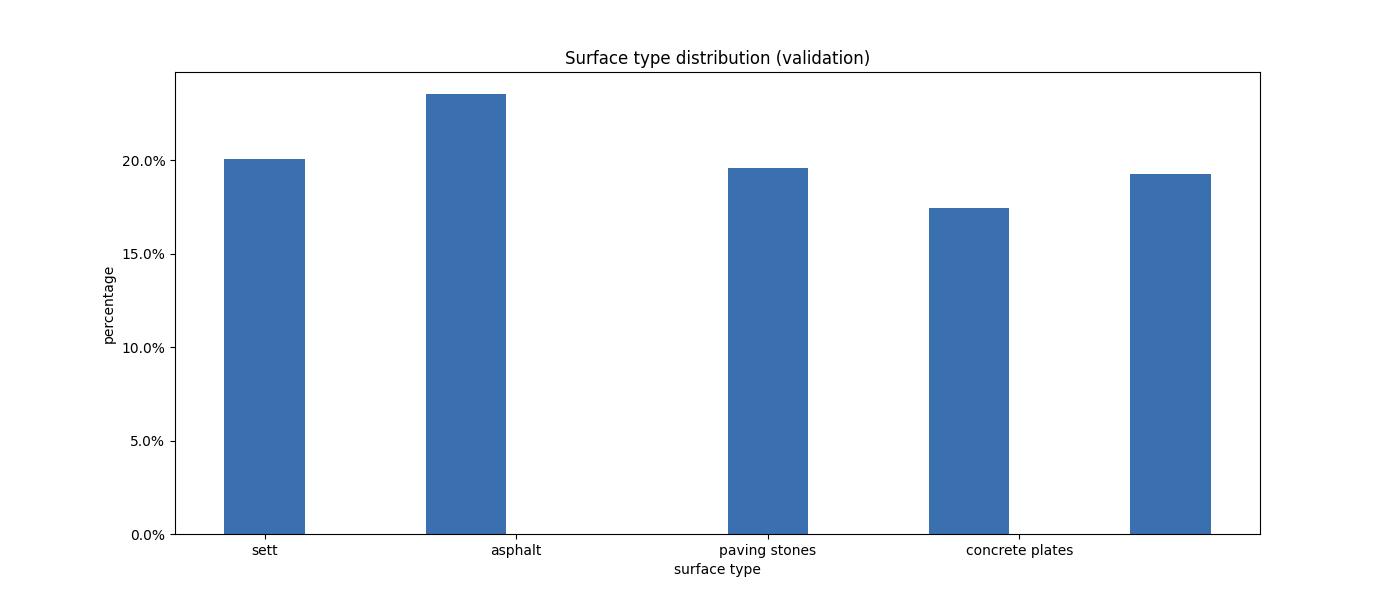 Surface type distribution (validation)
percentage
20.0%
15.0%
10.0%
5.0%
0.0%
sett asphalt paving stones concrete plates
surface type